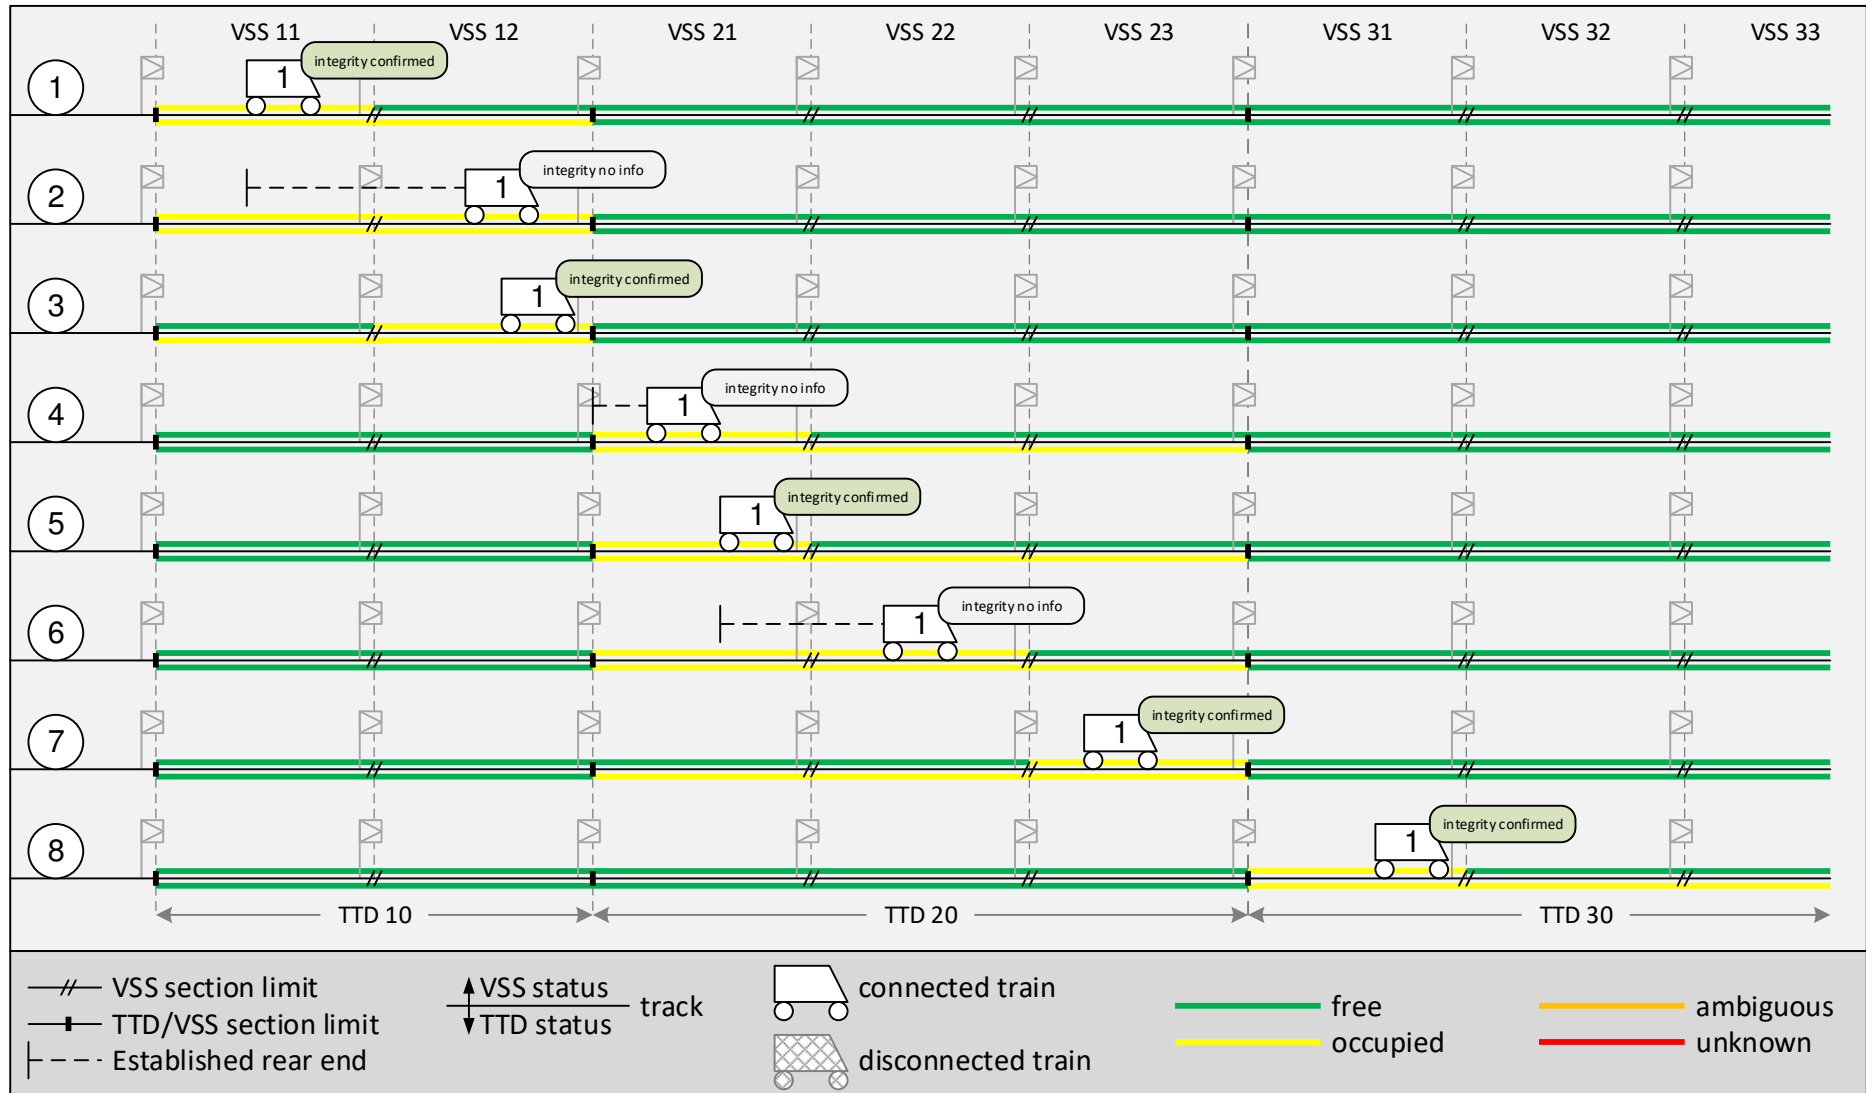 VSS 11 VSS 12 VSS 21 VSS 22 VSS 23 VSS 31 VSS 32 VSS 33
1 1 integrity confirmed
2 1 integrity no info
3 1 integrity confirmed
4 1 integrity no info
5 1 integrity confirmed
6 1 integrity no info
7 1 integrity confirmed
8 1 integrity confirmed
TTD 10 TTD 20 TTD 30
VSS section limit
TTD/VSS section limit
Established rear end
VSS status
track
TTD status
connected train
disconnected train
free
occupied
ambiguous
unknown